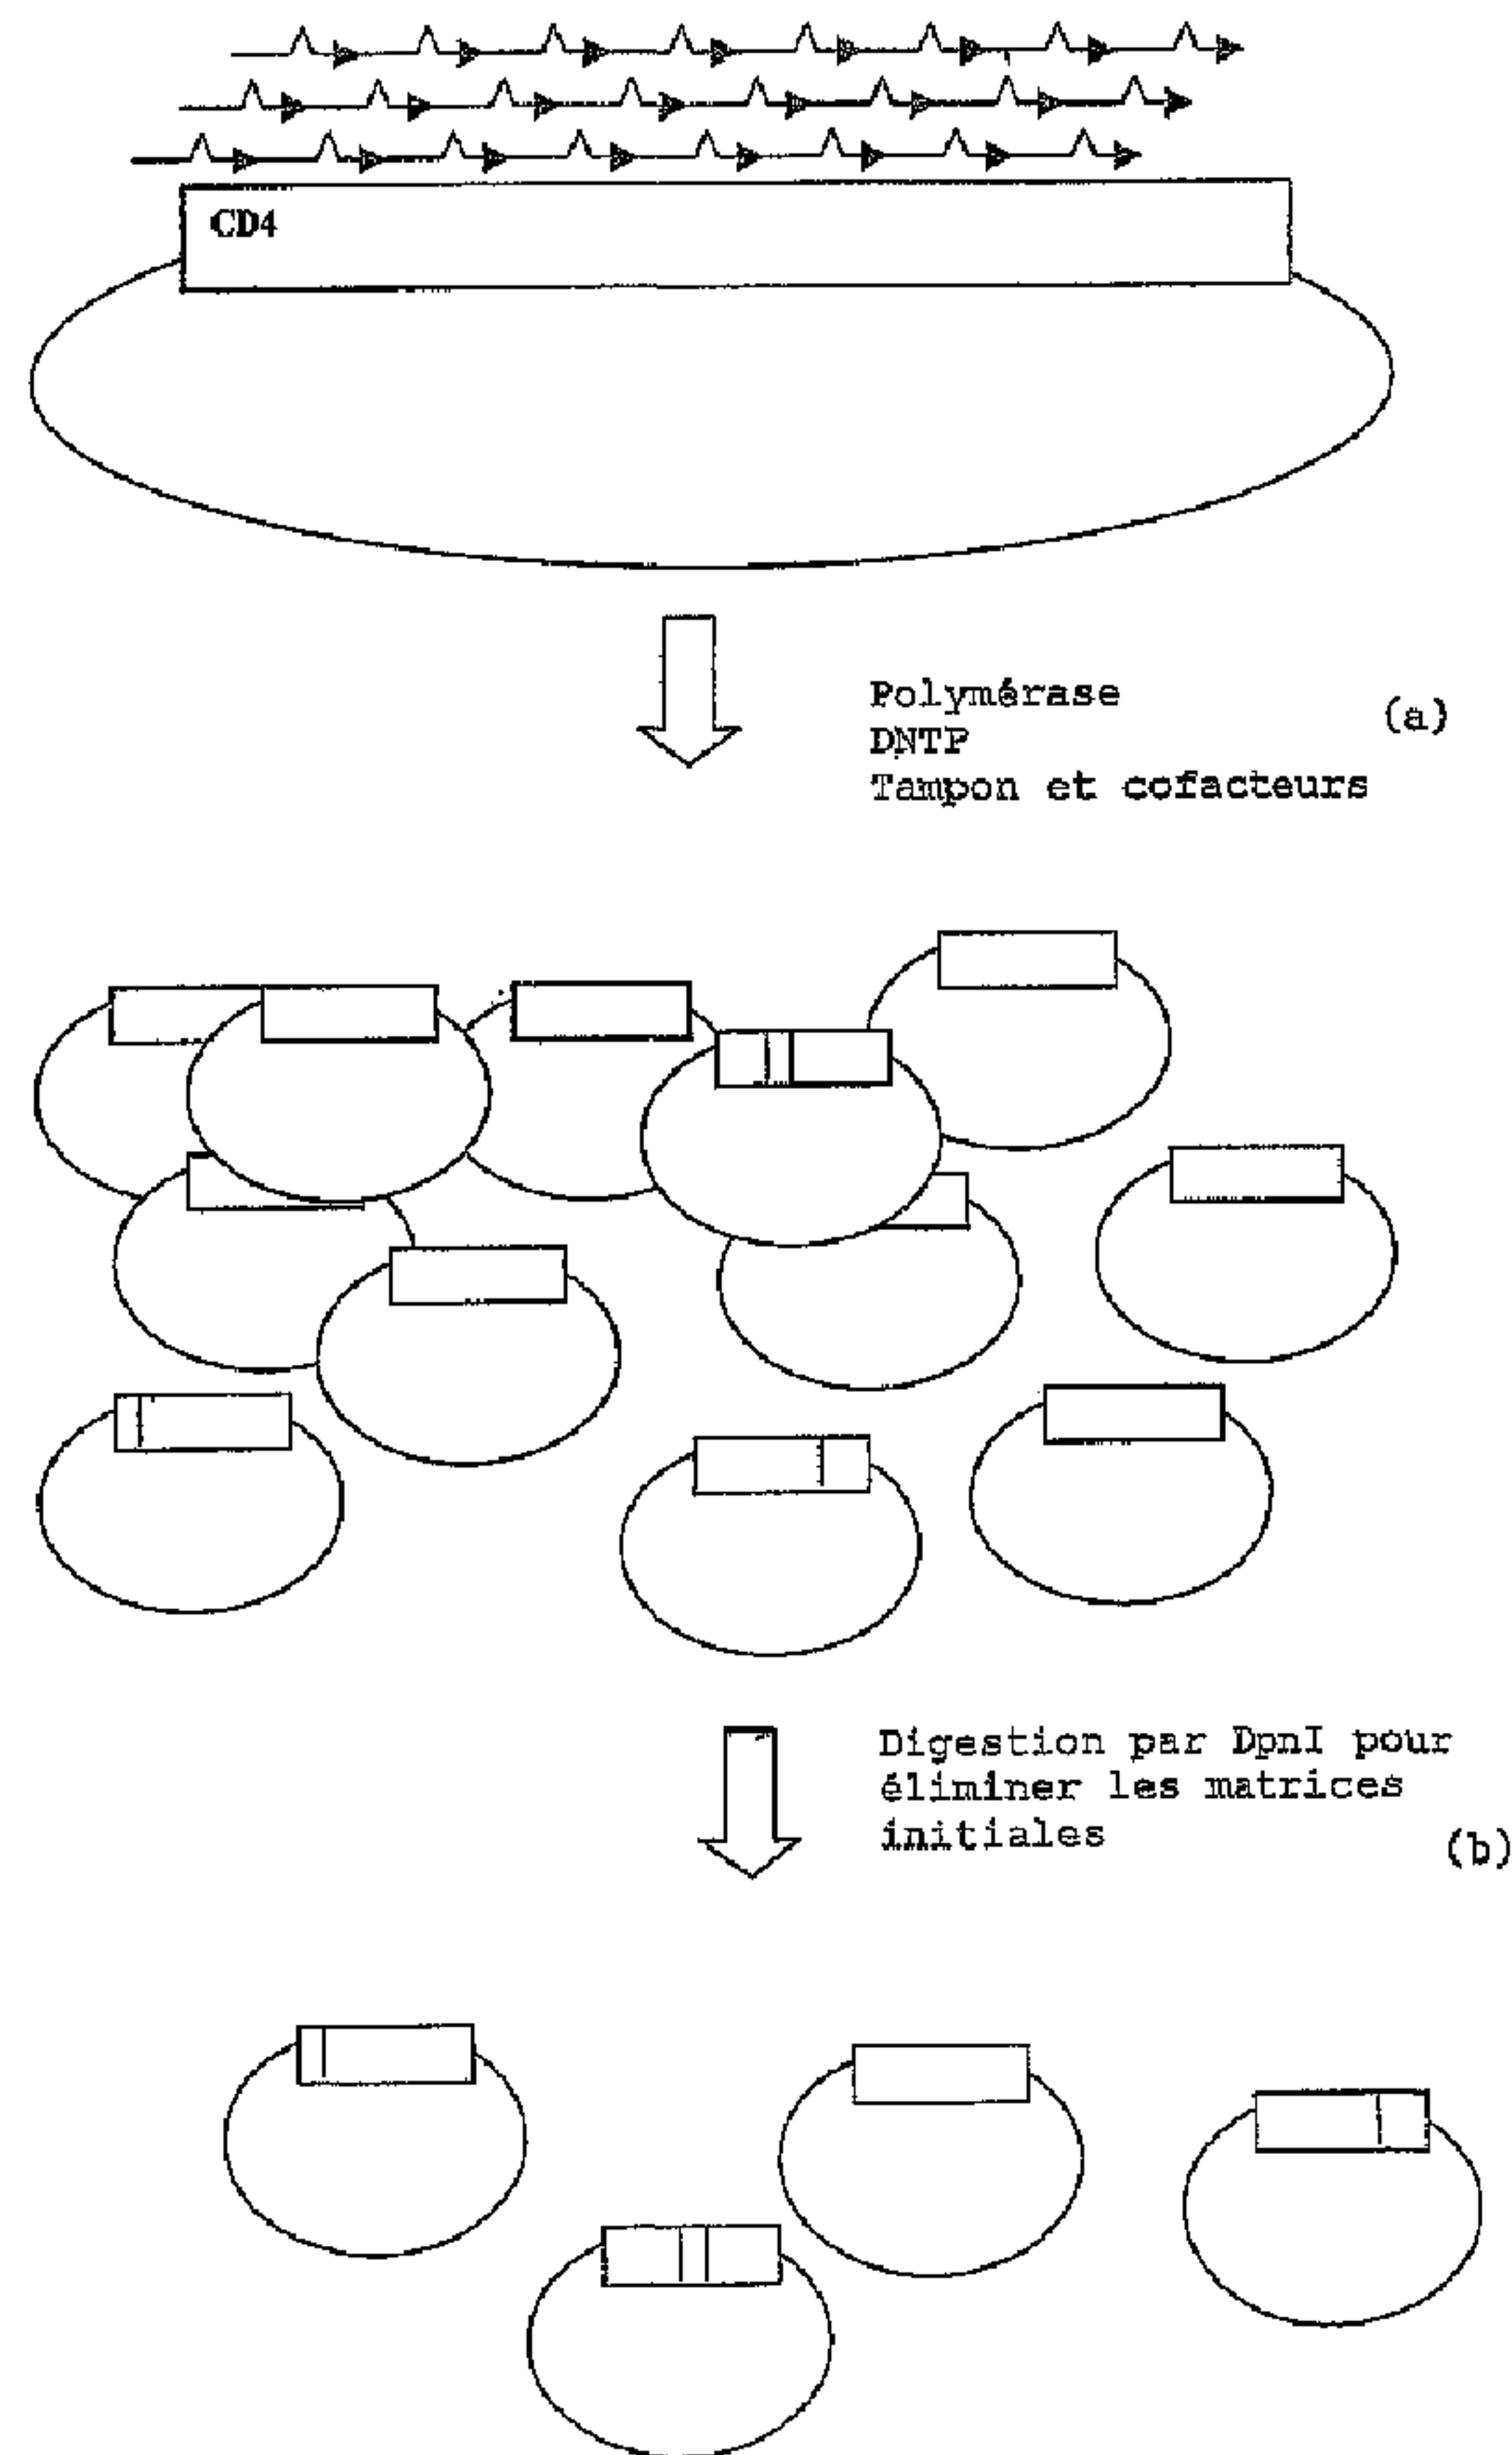 CD4
Polymérase
DNTP
Tampon et cofacteurs
(a)
Digestion par DpnI pour
éliminer les matrices
initiales
(b)